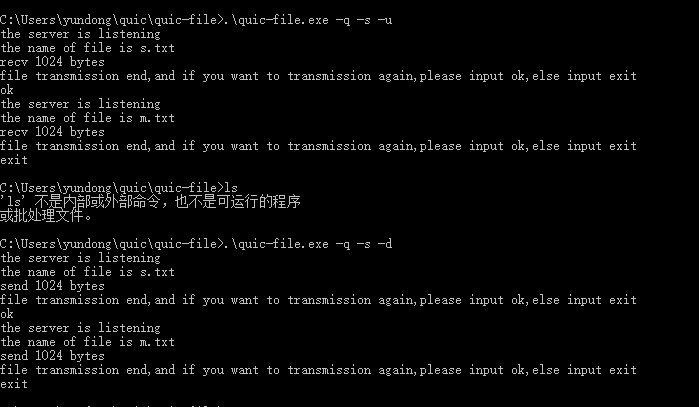 C:\Users\yundong\quic\quic-file>.\quic-file.exe -q -s -u
the server is listening
the name of file is s.txt
recv 1024 bytes
file transmission end,and if you want to transmission again,please input ok,else input exit
ok
the server is listening
the name of file is m.txt
recv 1024 bytes
file transmission end,and if you want to transmission again,please input ok,else input exit
exit
C:\Users\yundong\quic\quic-file>ls
'ls' 不是内部或外部命令，也不是可运行的程序
或批处理文件。
C:\Users\yundong\quic\quic-file>.\quic-file.exe -q -s -d
the server is listening
the name of file is s.txt
send 1024 bytes
file transmission end,and if you want to transmission again,please input ok,else input exit
ok
the server is listening
the name of file is m.txt
send 1024 bytes
file transmission end,and if you want to transmission again,please input ok,else input exit
exit